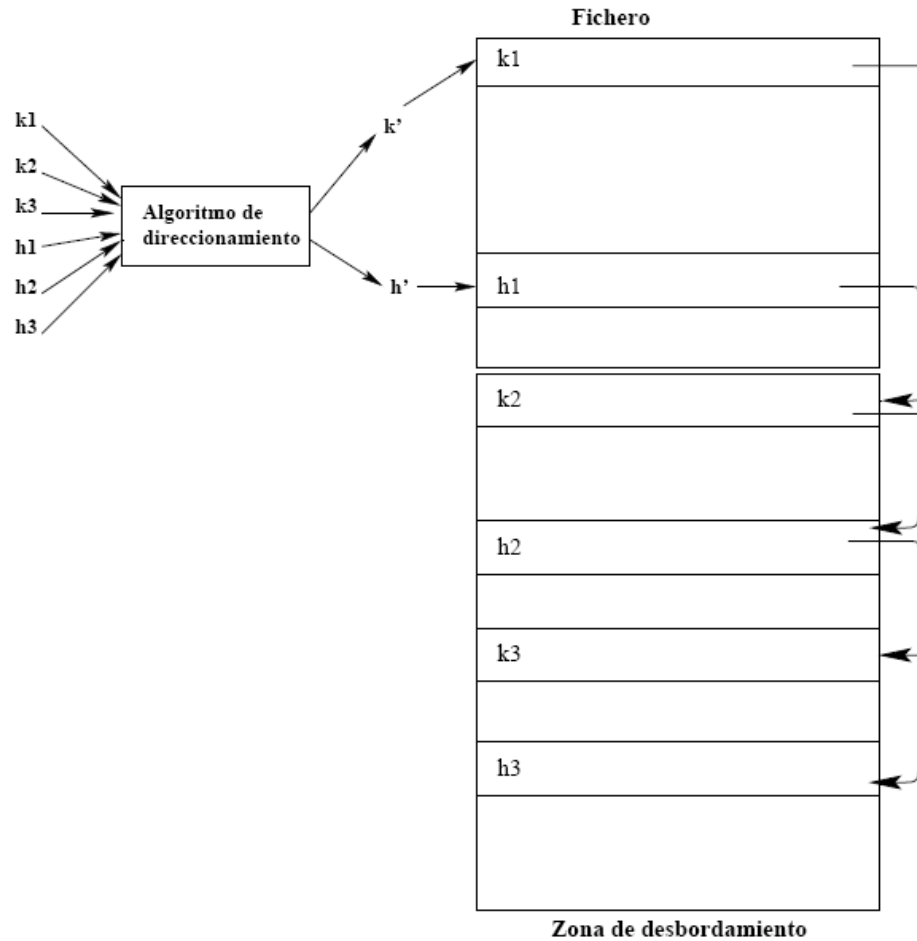 Fichero
k1
k2
k3
h1
h2
h3
Algoritmo de
direccionamiento
k’
h’
k1
h1
k2
h2
k3
h3
Zona de desbordamiento